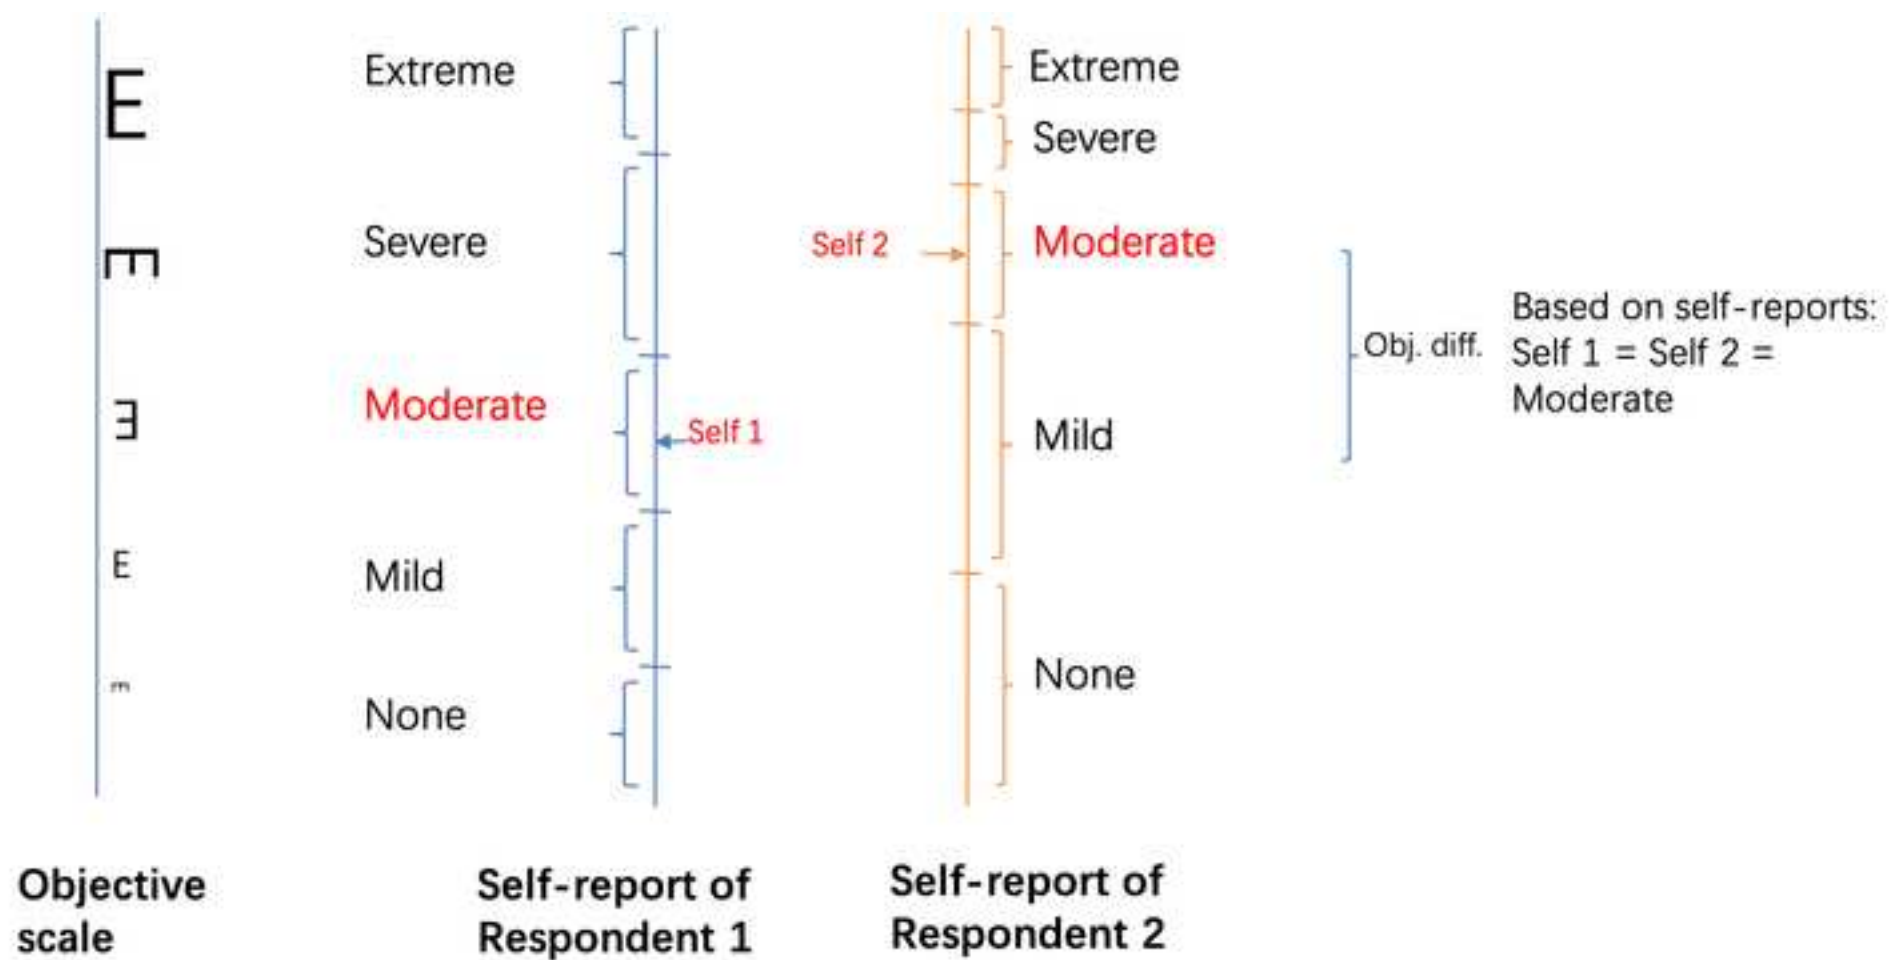 E
E
E
E
E
Extreme
Severe
Moderate
Mild
None
Self 1
Self 2
Extreme
Severe
Moderate
Mild
None
Obj. diff.
Based on self-reports:
Self 1 = Self 2 =
Moderate
Objective
scale
Self-report of
Respondent 1
Self-report of
Respondent 2